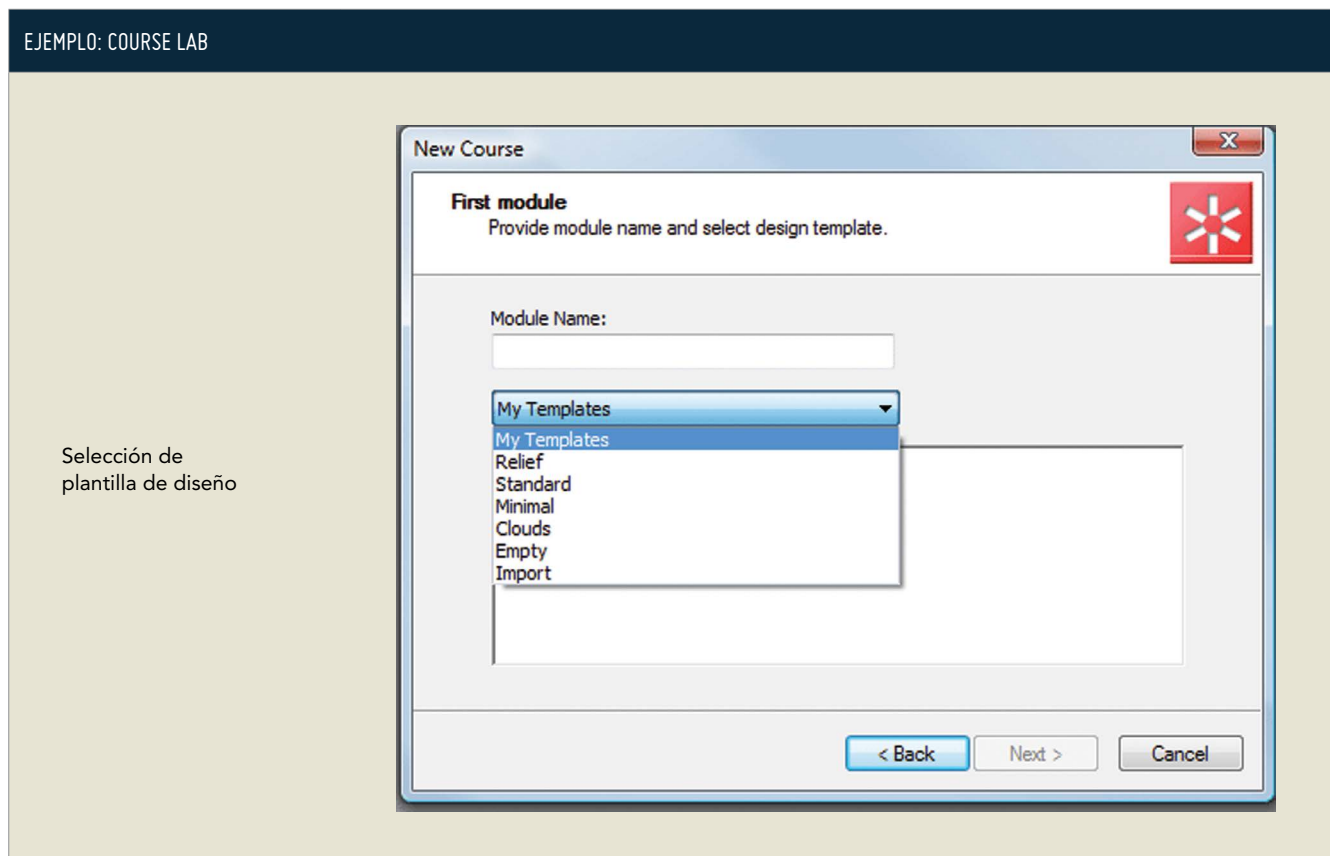 EJEMPLO: COURSE LAB
Selección de
plantilla de diseño
New Course
First module
Provide module name and select design template.
Module Name:
My Templates
My Templates
Relief
Standard
Minimal
Clouds
Empty
Import
< Back
Next >
Cancel